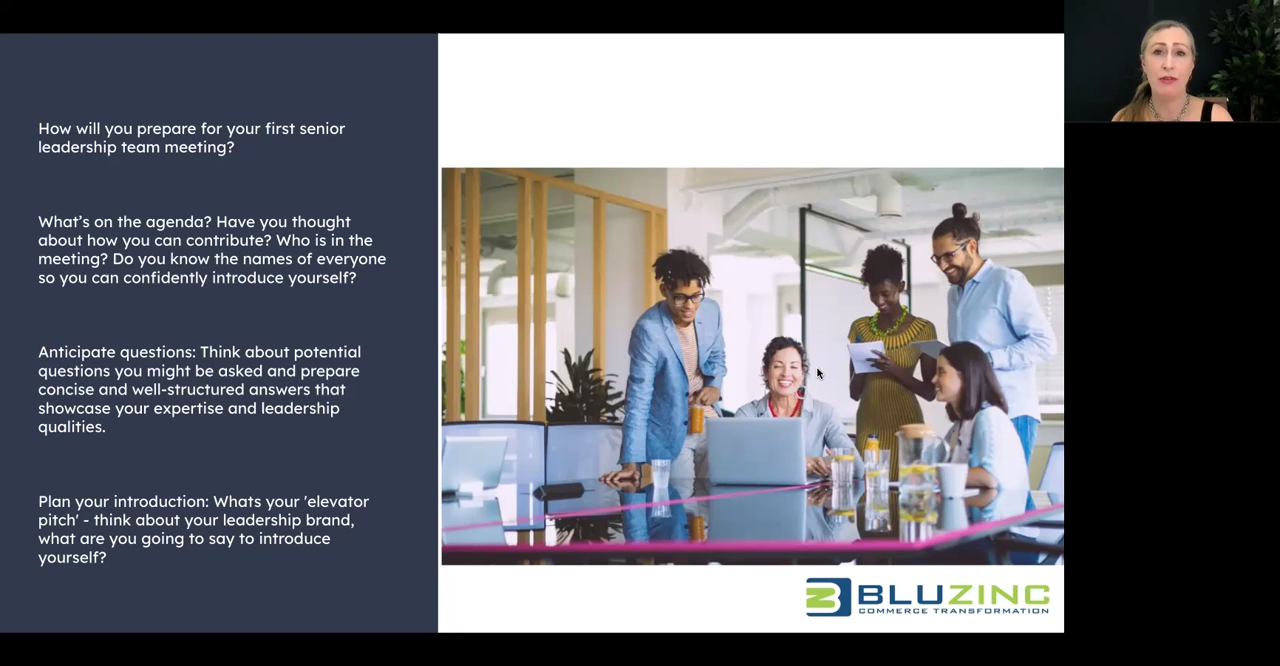 How will you prepare for your first senior
leadership team meeting?
What's on the agenda? Have you thought
about how you can contribute? Who is in the
meeting? Do you know the names of everyone
so you can confidently introduce yourself?
Anticipate questions: Think about potential
questions you might be asked and prepare
concise and well-structured answers that
showcase your expertise and leadership
qualities.
Plan your introduction: Whats your 'elevator
pitch' - think about your leadership brand,
what are you going to say to introduce
yourself?
BLUZINC
COMMERCE TRANSFORMATION